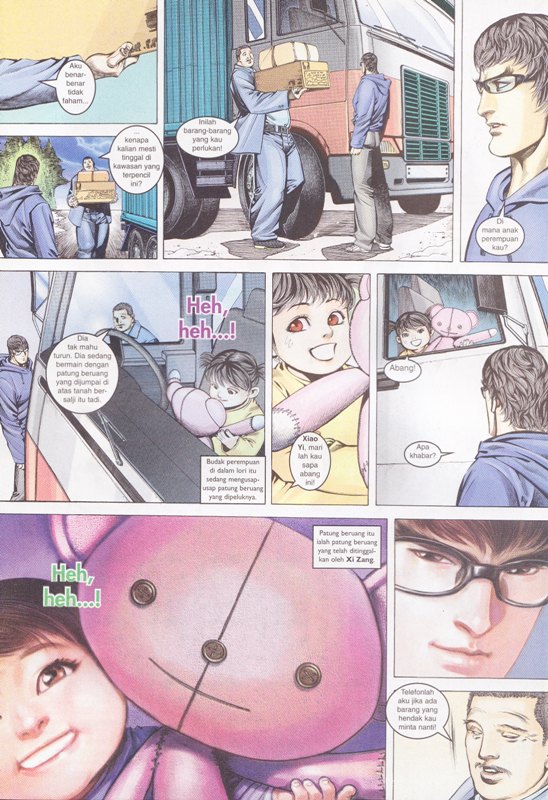 Aku
benar-
benar
tidak
faham...
...
kenapa
kalian mesti
tinggal di
kawasan yang
terpencil
ini?
Inilah
barang-barang
yang kau
perlukan!
Di
mana anak
perempuan
kau?
Dia
tak mahu
turun. Dia sedang
bermain dengan
patung beruang
yang dijumpai di
atas tanah ber-
salji itu tadi.
Heh,
heh...!
Budak perempuan
di dalam lori itu
sedang mengusap-
usap patung beruang
yang dipeluknya.
Xiao
Yi, mari
lah kau
sapa
abang
ini!
Abang!
Apa
khabar?
Heh,
heh...!
Patung beruang itu
ialah patung beruang
yang telah ditinggal-
kan oleh Xi Zang.
Telefonlah
aku jika ada
barang yang
hendak kau
minta nanti!